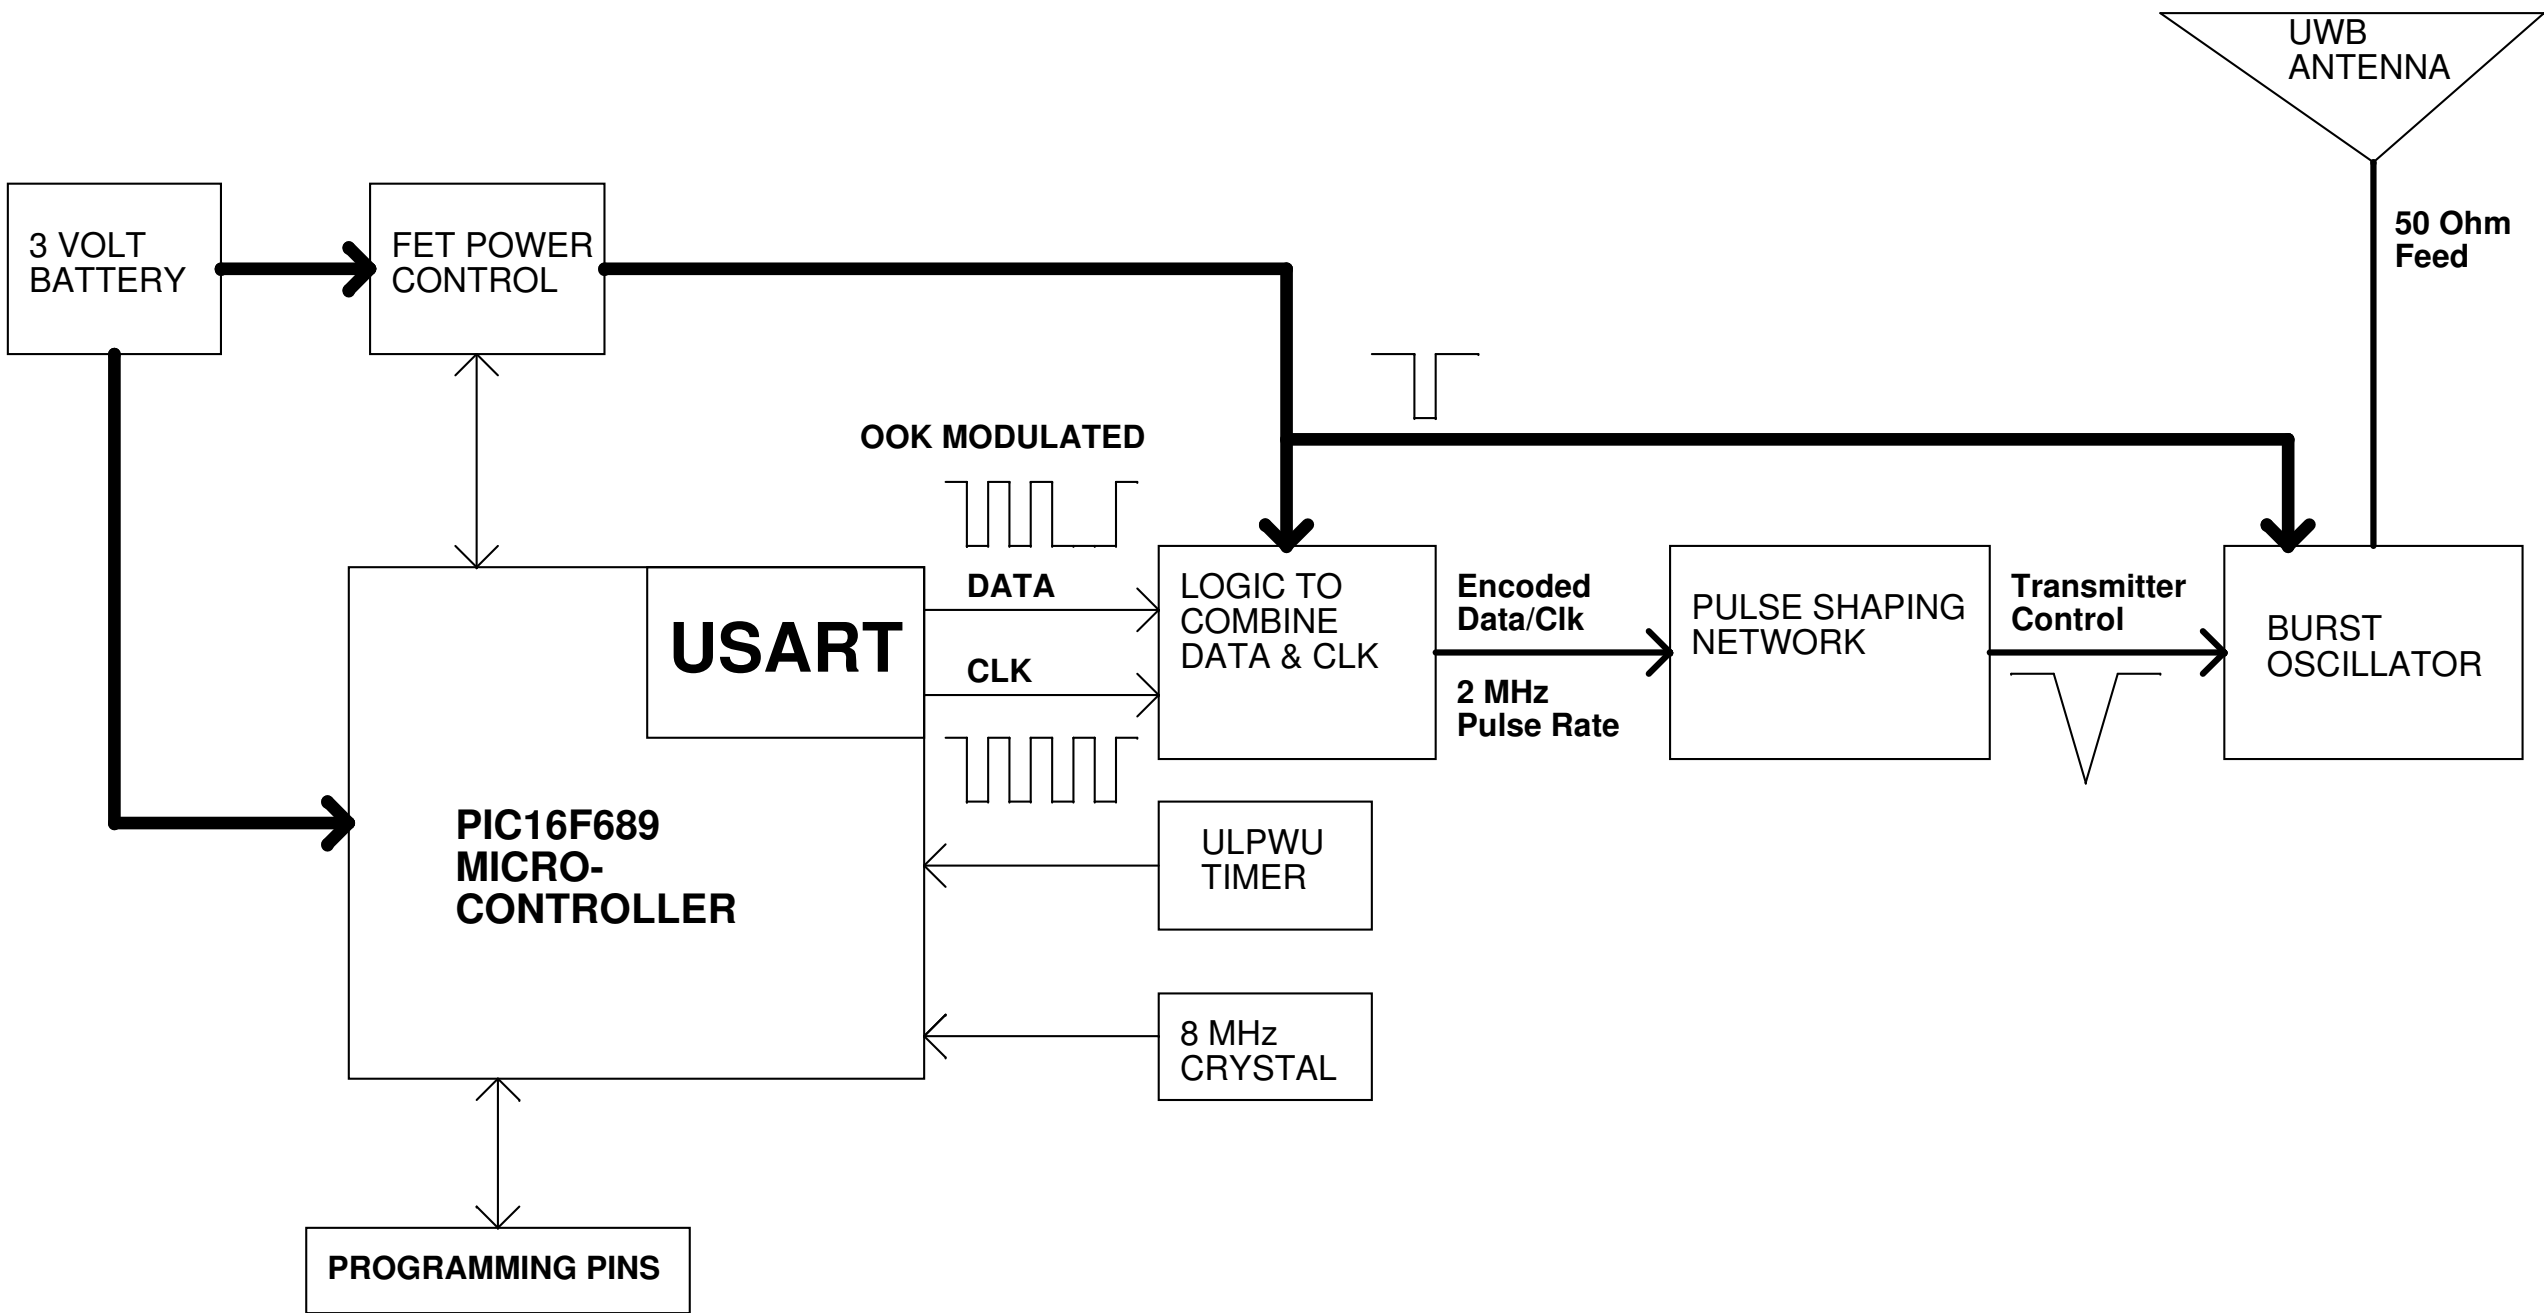 UWB
ANTENNA
50 Ohm
Feed
3 VOLT
BATTERY
FET POWER
CONTROL
OOK MODULATED
DATA
USART
CLK
LOGIC TO
COMBINE
DATA & CLK
Encoded
Data/Clk
2 MHz
Pulse Rate
PULSE SHAPING
NETWORK
Transmitter
Control
BURST
OSCILLATOR
PIC16F689
MICRO-
CONTROLLER
ULPWU
TIMER
8 MHz
CRYSTAL
PROGRAMMING PINS